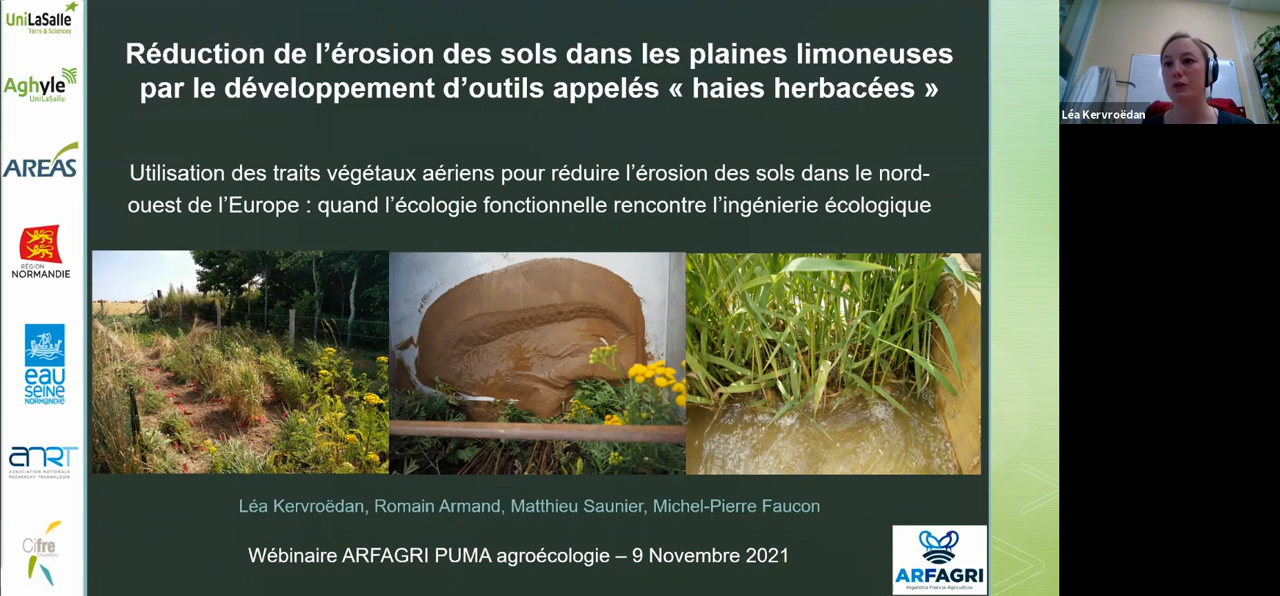 UniLaSalle
Terre & Sciences
Aghyle
UniLaSalle
AREAS
RÉGION
NORMANDIE
eau
SEINE
NORMANDIE
ANRT
ASSOCIATION NATIONALE
RECHERCHE TECHNOLOGIE
Cifre
Réduction de l’érosion des sols dans les plaines limoneuses
par le développement d’outils appelés « haies herbacées »
Utilisation des traits végétaux aériens pour réduire l’érosion des sols dans le nord-
ouest de l’Europe : quand l’écologie fonctionnelle rencontre l’ingénierie écologique
Léa Kervroëdan, Romain Armand, Matthieu Saunier, Michel-Pierre Faucon
Wébinaire ARFAGRI PUMA agroécologie – 9 Novembre 2021
ARFAGRI
Argentina Francia Agricultura
Léa Kervroëdan